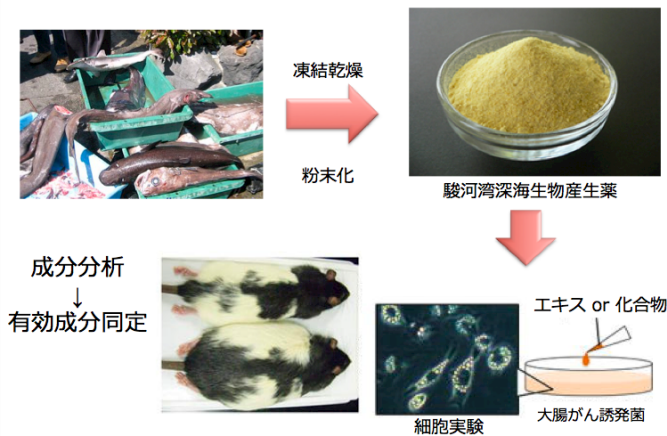 凍結乾燥
粉末化
駿河湾深海生物産生薬
エキス or 化合物
細胞実験
大腸がん誘発菌
成分分析
↓
有効成分同定